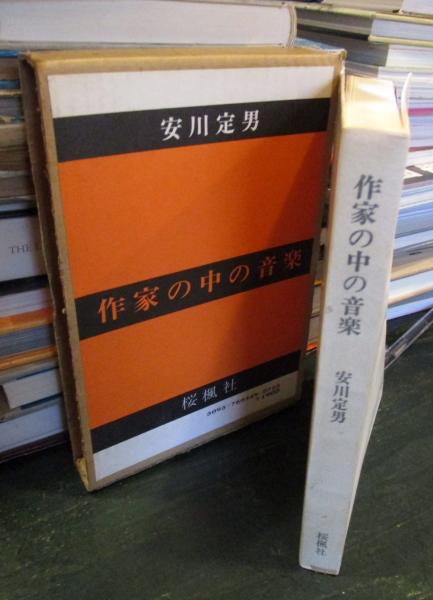 安川定男
作家の中の音楽
桜楓社
作家の中の音楽
安川定男
桜楓社
THE